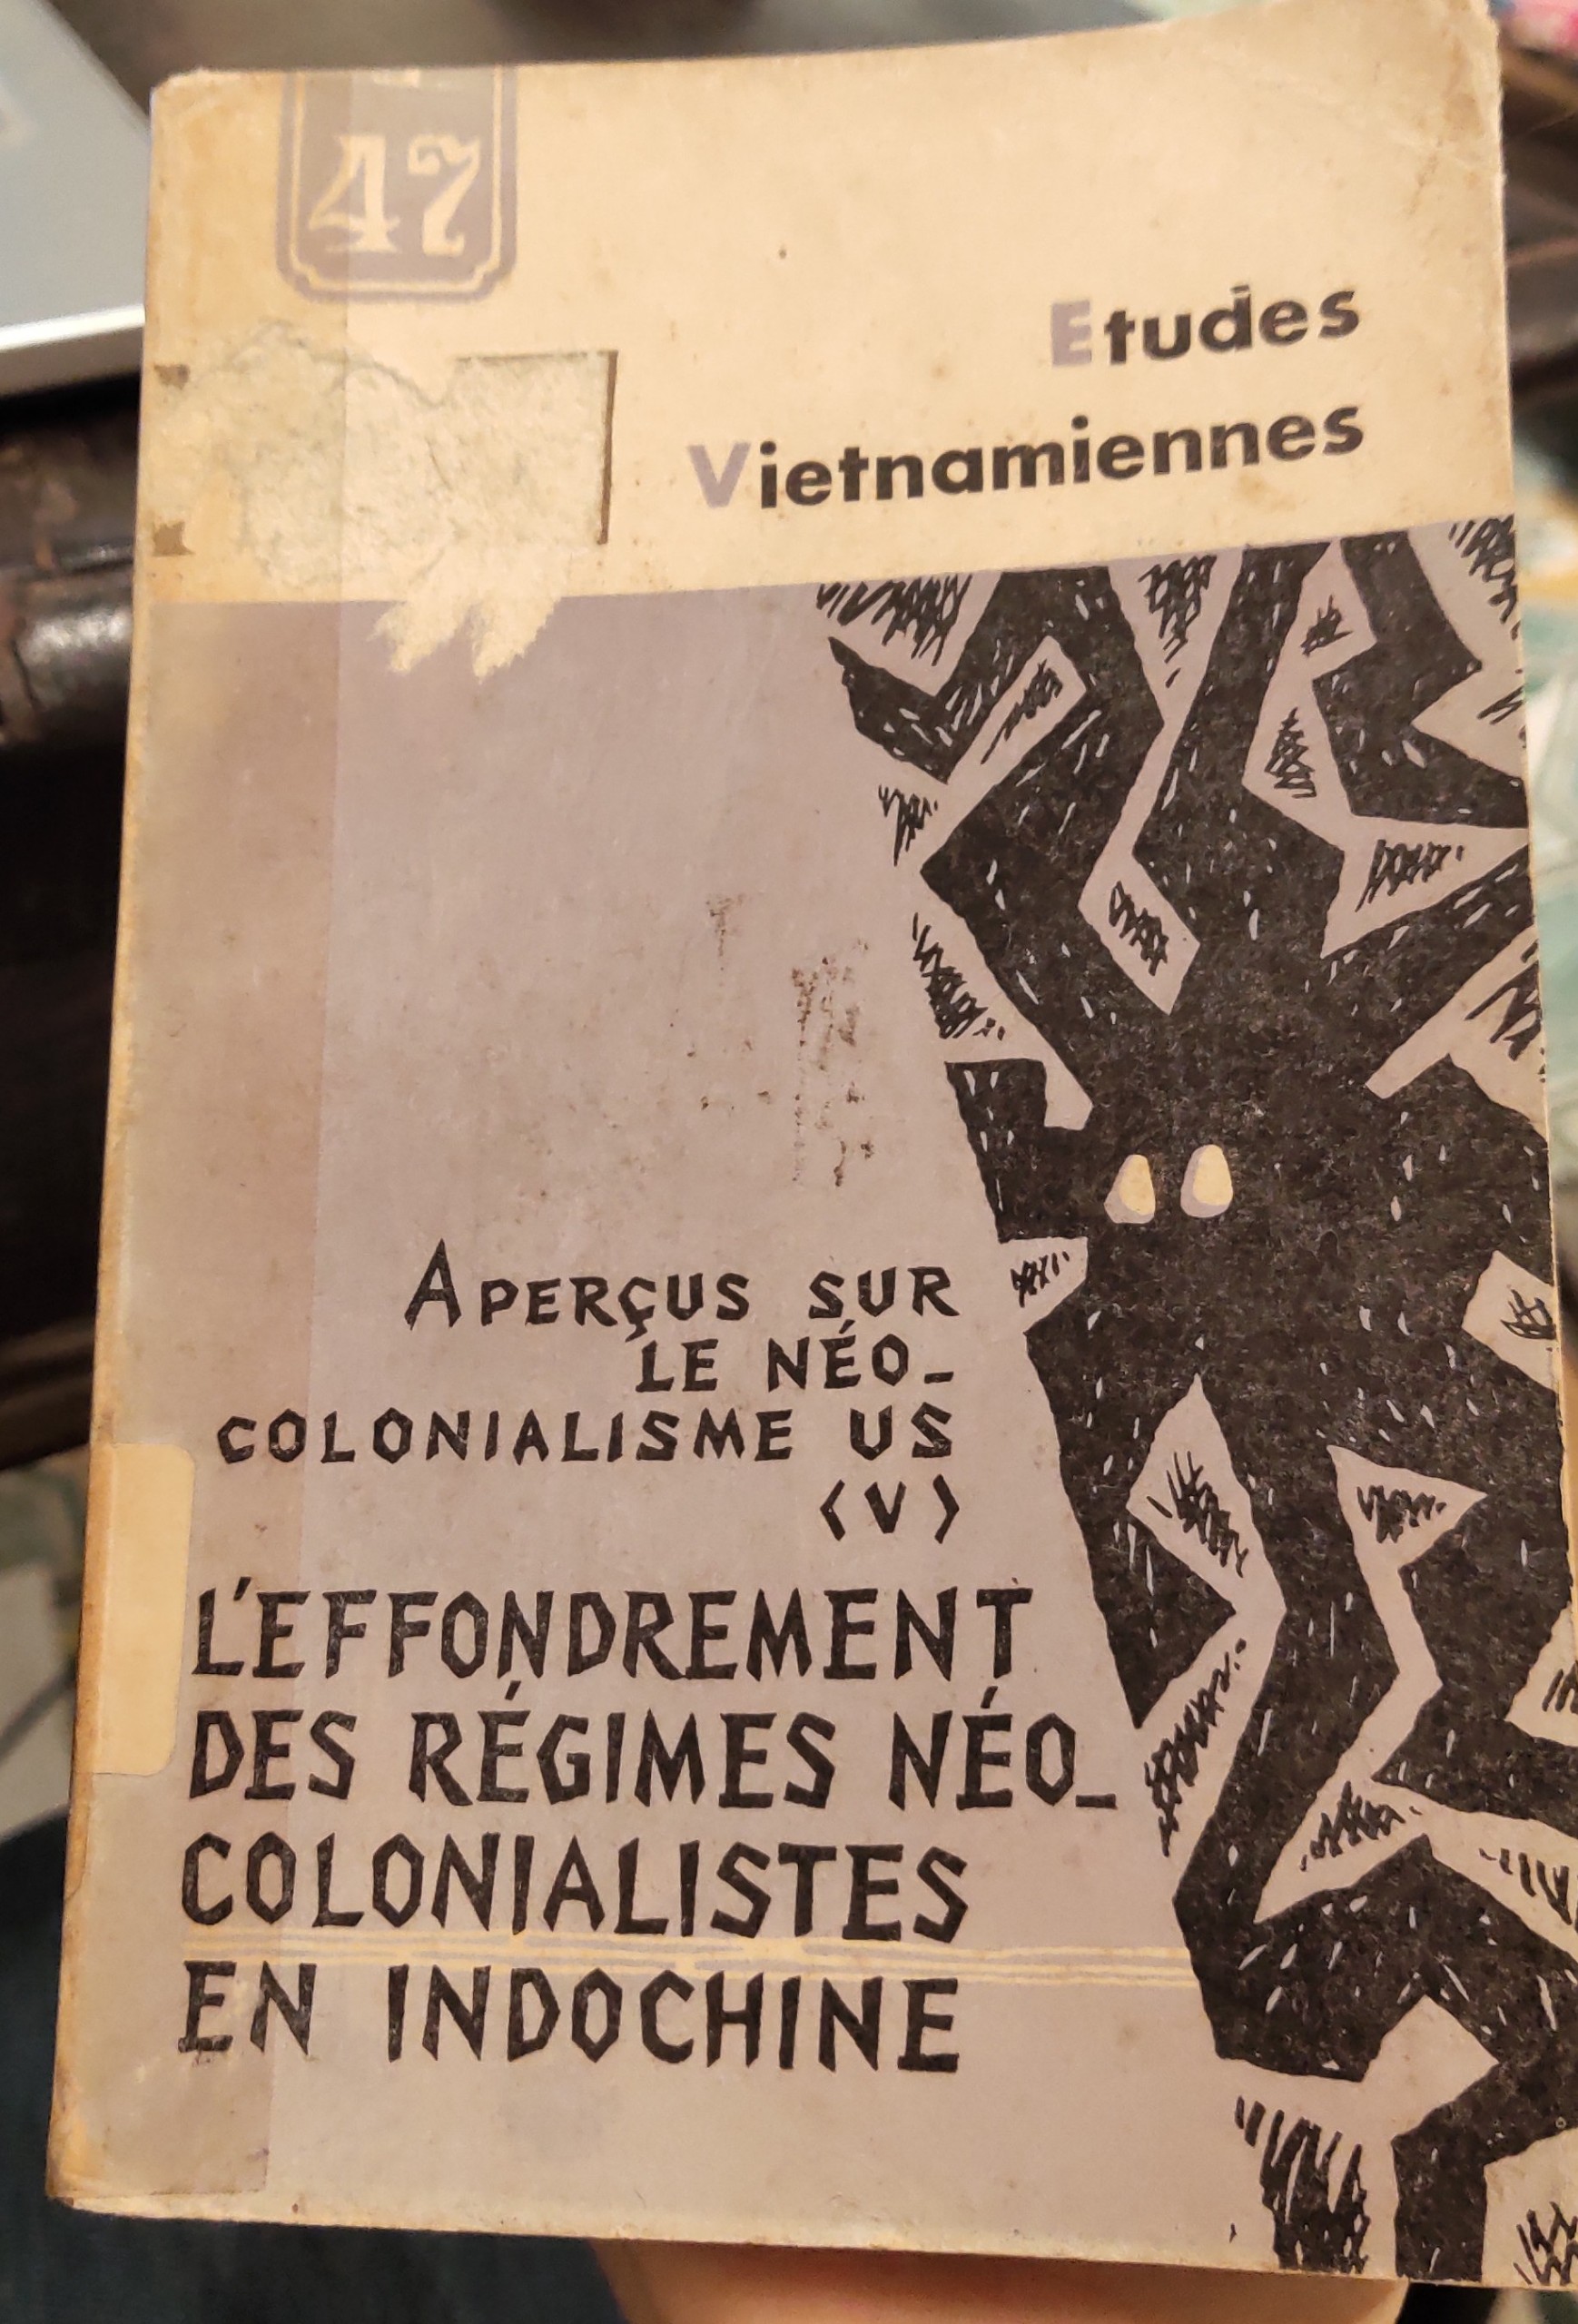 47
Etudes
Vietnamiennes
APERÇUS SUR
LE NÉO-
COLONIALISME US
(V)
L'EFFONDREMENT
DES RÉGIMES NÉO-
COLONIALISTES
EN INDOCHINE